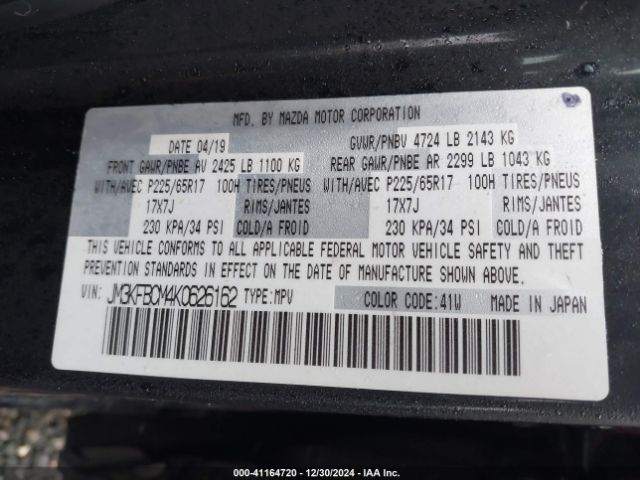 MFD. BY MAZDA MOTOR CORPORATION
DATE 04/19 GVWR/PNBV 4724 LB 2143 KG
FRONT GAWR/PNBE AV 2425 LB 1100 KG REAR GAWR/PNBE AR 2299 LB 1043 KG
WITH/AVEC P225/65R17 100H TIRES/PNEUS WITH/AVEC P225/65R17 100H TIRES/PNEUS
17X7J RIMS/JANTES 17X7J RIMS/JANTES
230 KPA/34 PSI COLD/A FROID 230 KPA/34 PSI COLD/A FROID
THIS VEHICLE CONFORMS TO ALL APPLICABLE FEDERAL MOTOR VEHICLE SAFETY AND THEFT
PREVENTION STANDARDS IN EFFECT ON THE DATE OF MANUFACTURE SHOWN ABOVE.
VIN: JM3KFBCM4K0626162 TYPE:MPV COLOR CODE:41W MADE IN JAPAN
000-41164720 - 12/30/2024 - IAA Inc.